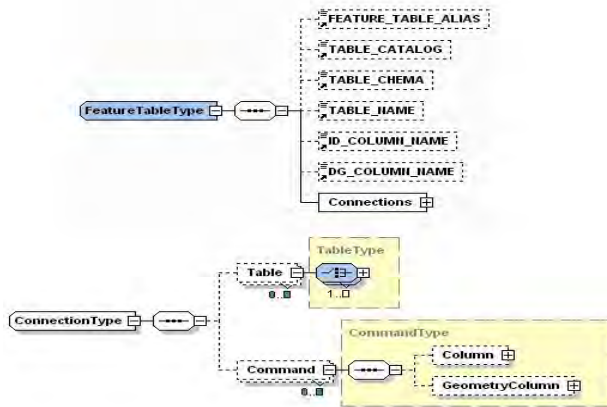 FEATURE_TABLE_ALIAS
TABLE_CATALOG
TABLE_CHEMA
FeatureTableType
TABLE_NAME
ID_COLUMN_NAME
DG_COLUMN_NAME
Connections
TableType
Table
0..
1..
ConnectionType
CommandType
Column
Command
0..
GeometryColumn